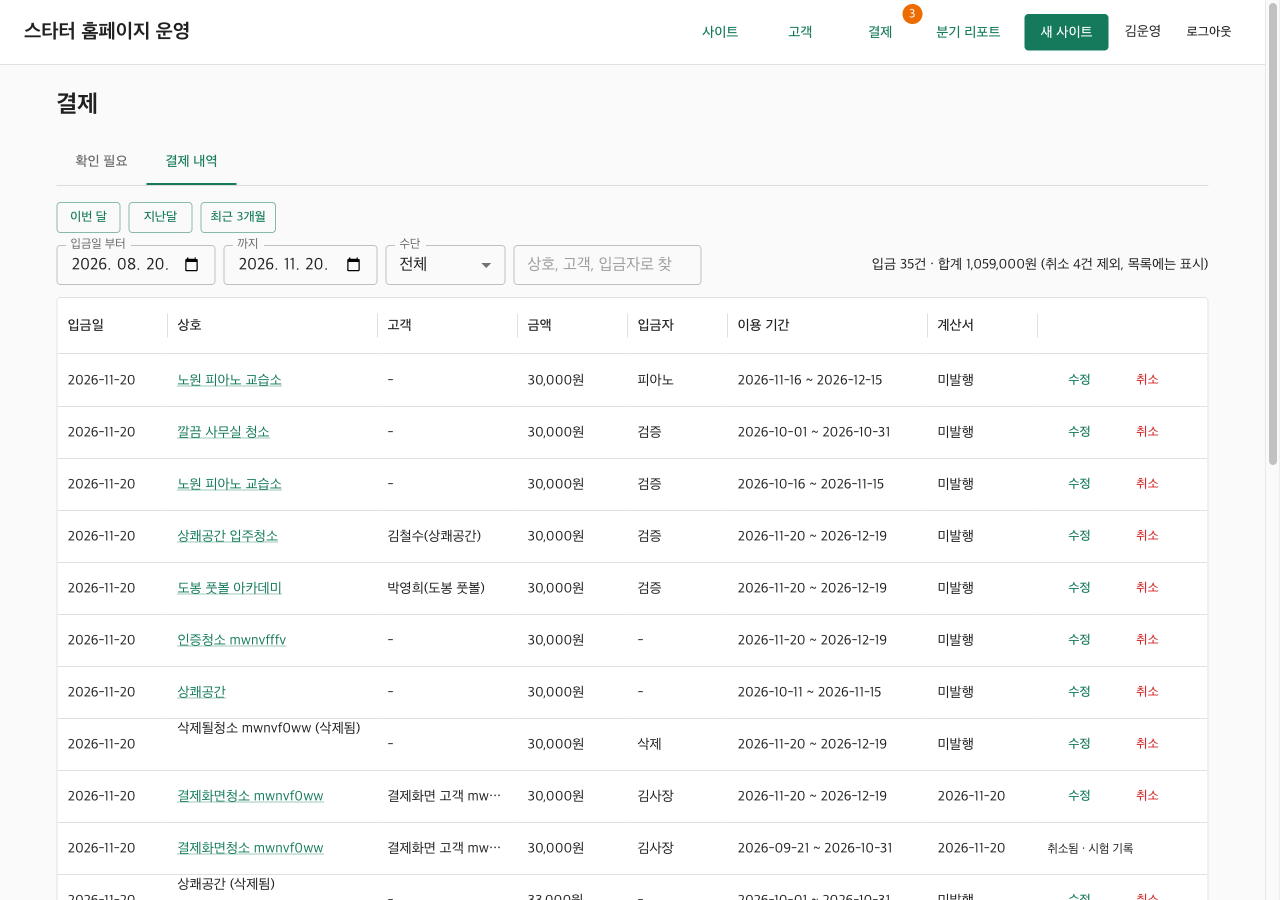 스타터 홈페이지 운영
사이트 고객 결제 3 분기 리포트 새 사이트 김운영 로그아웃
결제
확인 필요 결제 내역
이번 달 지난달 최근 3개월
입금일 부터 까지 수단
2026. 08. 20. 2026. 11. 20. 전체 상호, 고객, 입금자로 찾 입금 35건 · 합계 1,059,000원 (취소 4건 제외, 목록에는 표시)
입금일 상호 고객 금액 입금자 이용 기간 계산서
2026-11-20 노원 피아노 교습소 - 30,000원 피아노 2026-11-16 ~ 2026-12-15 미발행 수정 취소
2026-11-20 깔끔 사무실 청소 - 30,000원 검증 2026-10-01 ~ 2026-10-31 미발행 수정 취소
2026-11-20 노원 피아노 교습소 - 30,000원 검증 2026-10-16 ~ 2026-11-15 미발행 수정 취소
2026-11-20 상쾌공간 입주청소 김철수(상쾌공간) 30,000원 검증 2026-11-20 ~ 2026-12-19 미발행 수정 취소
2026-11-20 도봉 풋볼 아카데미 박영희(도봉 풋볼) 30,000원 검증 2026-11-20 ~ 2026-12-19 미발행 수정 취소
2026-11-20 인증청소 mwnvfffv - 30,000원 - 2026-11-20 ~ 2026-12-19 미발행 수정 취소
2026-11-20 상쾌공간 - 30,000원 - 2026-10-11 ~ 2026-11-15 미발행 수정 취소
2026-11-20 삭제될청소 mwnvf0ww (삭제됨) - 30,000원 삭제 2026-11-20 ~ 2026-12-19 미발행 수정 취소
2026-11-20 결제화면청소 mwnvf0ww 결제화면 고객 mw… 30,000원 김사장 2026-11-20 ~ 2026-12-19 2026-11-20 수정 취소
2026-11-20 결제화면청소 mwnvf0ww 결제화면 고객 mw… 30,000원 김사장 2026-09-21 ~ 2026-10-31 2026-11-20 취소됨 · 시험 기록
2026-11-20 상쾌공간 (삭제됨) - 33,000원 - 2026-10-01 ~ 2026-10-31 미발행 수정 취소